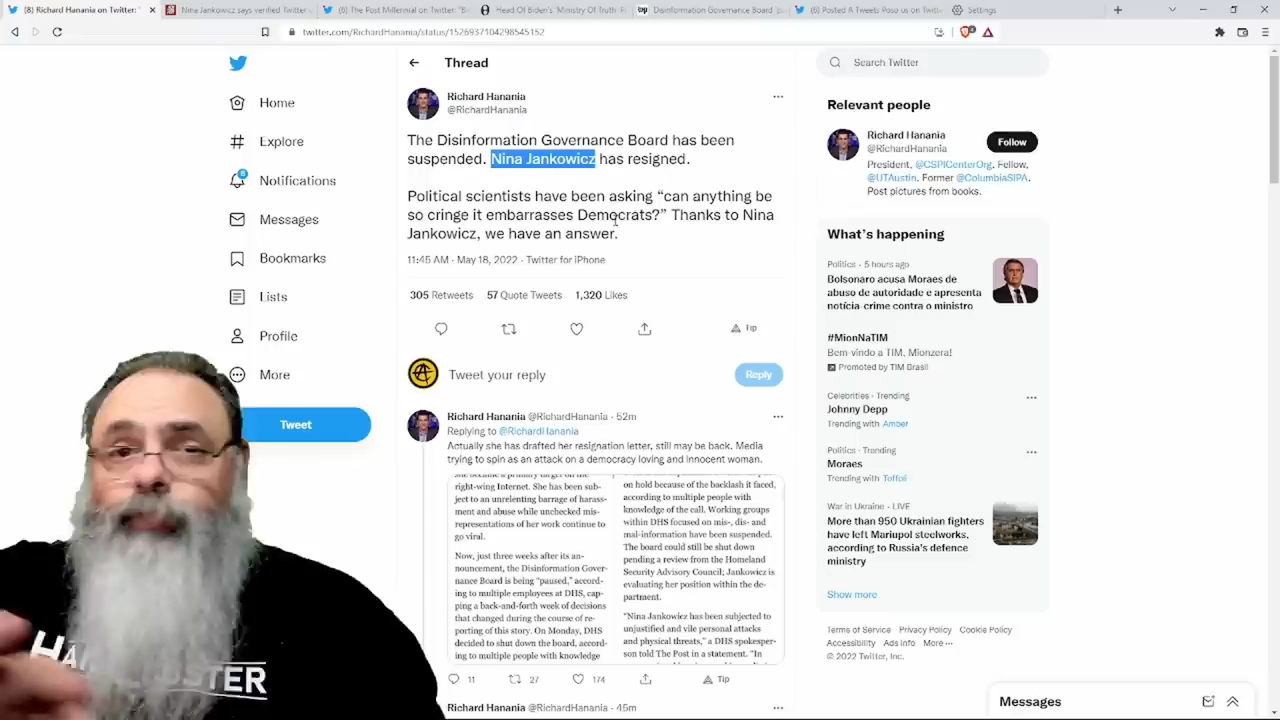 (8) Richard Hanania on Twitter: "
Nina Jankowicz says verified Twitter u
(6) The Post Millennial on Twitter: "B
Head Of Biden's 'Ministry Of Truth' R
Disinformation Governance Board 'pa
(6) Posted A Tweets Poso us on Twitt
Settings
twitter.com/RichardHanania/status/1526937104298545152
Home
Explore
8
Notifications
Messages
Bookmarks
Lists
Profile
More
Tweet
Thread
Richard Hanania
@RichardHanania
The Disinformation Governance Board has been
suspended. Nina Jankowicz has resigned.
Political scientists have been asking “can anything be
so cringe it embarrasses Democrats?” Thanks to Nina
Jankowicz, we have an answer.
11:45 AM · May 18, 2022 · Twitter for iPhone
305 Retweets 57 Quote Tweets 1,320 Likes
Tip
Tweet your reply
Reply
Richard Hanania @RichardHanania · 52m
Replying to @RichardHanania
Actually she has drafted her resignation letter, still may be back. Media
trying to spin as an attack on a democracy loving and innocent woman.
she became a primary target on the
right-wing Internet. She has been sub-
ject to an unrelenting barrage of harass-
ment and abuse while unchecked mis-
representations of her work continue to
go viral.
Now, just three weeks after its an-
nouncement, the Disinformation Gover-
nance Board is being “paused,” accord-
ing to multiple employees at DHS, cap-
ping a back-and-forth week of decisions
that changed during the course of re-
porting of this story. On Monday, DHS
decided to shut down the board, accord-
ing to multiple people with knowledge
on hold because of the backlash it faced,
according to multiple people with
knowledge of the call. Working groups
within DHS focused on mis-, dis- and
mal-information have been suspended.
The board could still be shut down
pending a review from the Homeland
Security Advisory Council; Jankowicz is
evaluating her position within the de-
partment.
“Nina Jankowicz has been subjected to
unjustified and vile personal attacks
and physical threats,” a DHS spokesper-
son told The Post in a statement. “In
11 27 174 Tip
Richard Hanania @RichardHanania · 45m
Search Twitter
Relevant people
Richard Hanania
@RichardHanania
Follow
President, @CSPICenterOrg. Fellow,
@UTAustin. Former @ColumbiaSIPA.
Post pictures from books.
What's happening
Politics · 5 hours ago
Bolsonaro acusa Moraes de
abuso de autoridade e apresenta
notícia-crime contra o ministro
#MionNaTIM
Bem-vindo a TIM, Mionzera!
Promoted by TIM Brasil
Celebrities · Trending
Johnny Depp
Trending with Amber
Politics · Trending
Moraes
Trending with Toffoli
War in Ukraine · LIVE
More than 950 Ukrainian fighters
have left Mariupol steelworks,
according to Russia's defence
ministry
Show more
Terms of Service Privacy Policy Cookie Policy
Accessibility Ads info More
© 2022 Twitter, Inc.
Messages